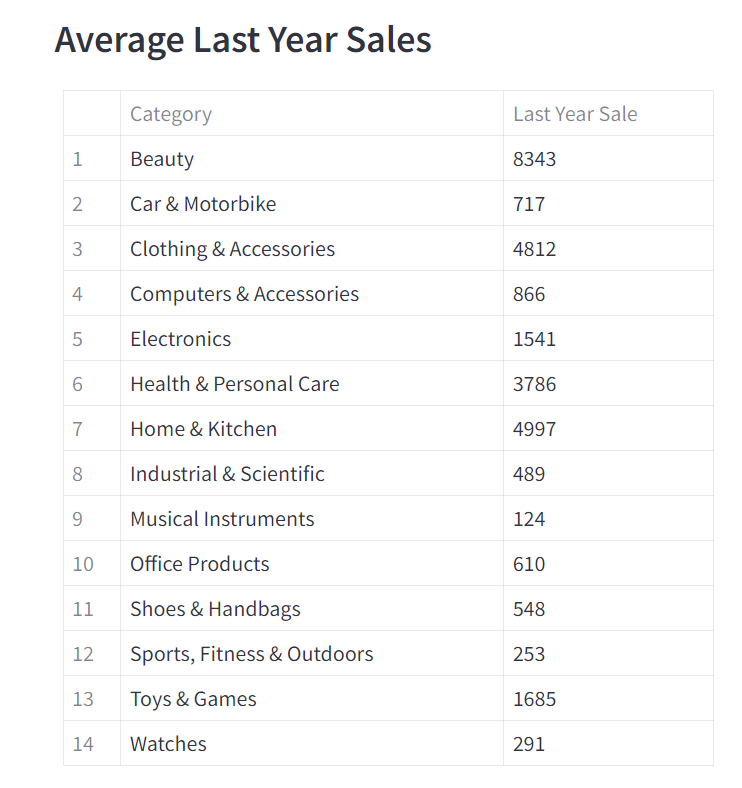 Average Last Year Sales
Category Last Year Sale
1 Beauty 8343
2 Car & Motorbike 717
3 Clothing & Accessories 4812
4 Computers & Accessories 866
5 Electronics 1541
6 Health & Personal Care 3786
7 Home & Kitchen 4997
8 Industrial & Scientific 489
9 Musical Instruments 124
10 Office Products 610
11 Shoes & Handbags 548
12 Sports, Fitness & Outdoors 253
13 Toys & Games 1685
14 Watches 291